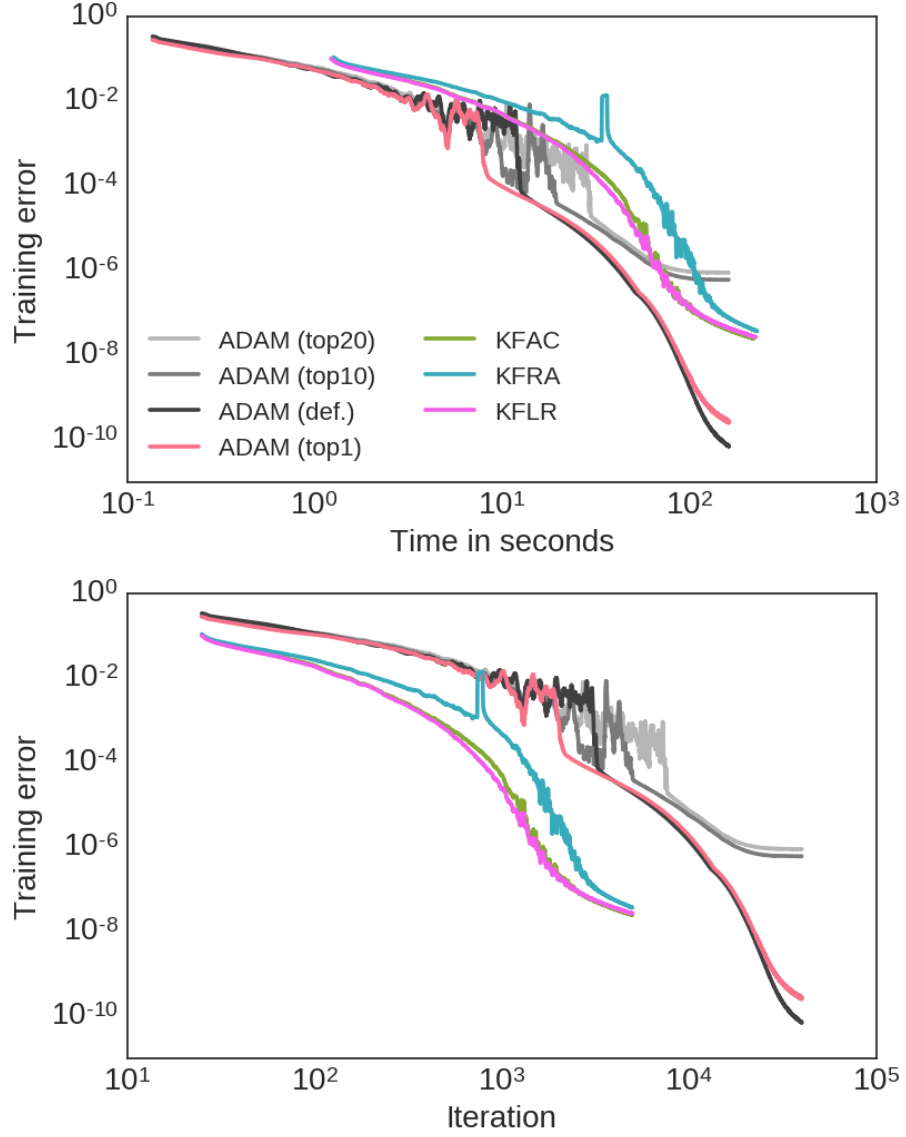 10^0
10^-2
10^-4
10^-6
10^-8
10^-10
Training error
ADAM (top20)
ADAM (top10)
ADAM (def.)
ADAM (top1)
KFAC
KFRA
KFLR
10^-1 10^0 10^1 10^2 10^3
Time in seconds
10^0
10^-2
10^-4
10^-6
10^-8
10^-10
Training error
10^1 10^2 10^3 10^4 10^5
Iteration